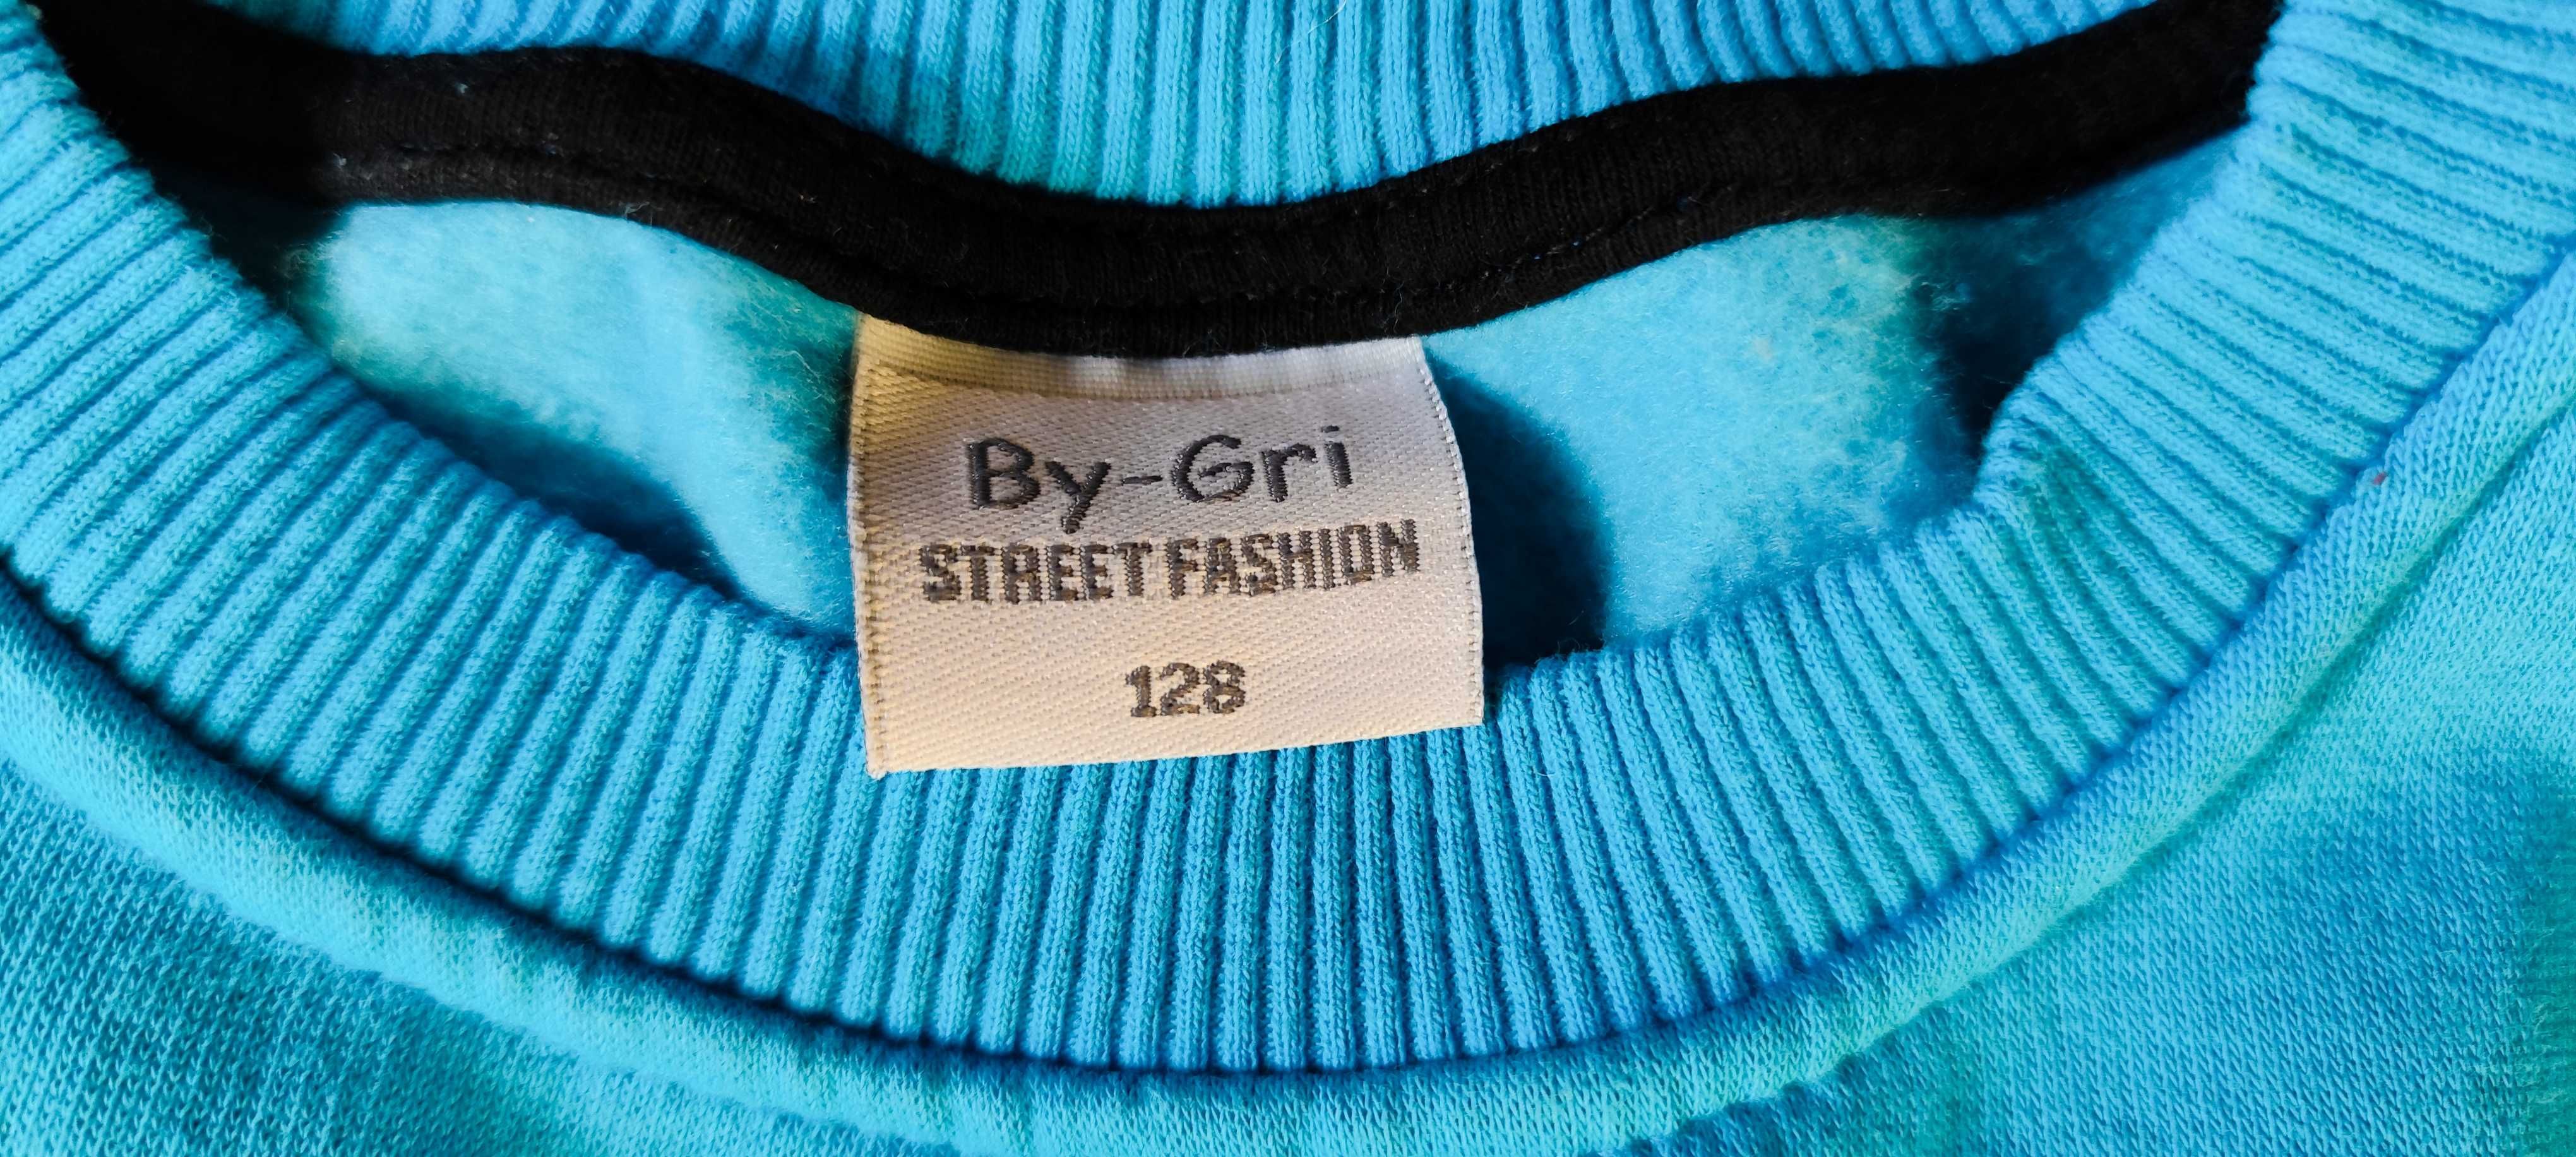 By-Gri
STREET FASHION
128